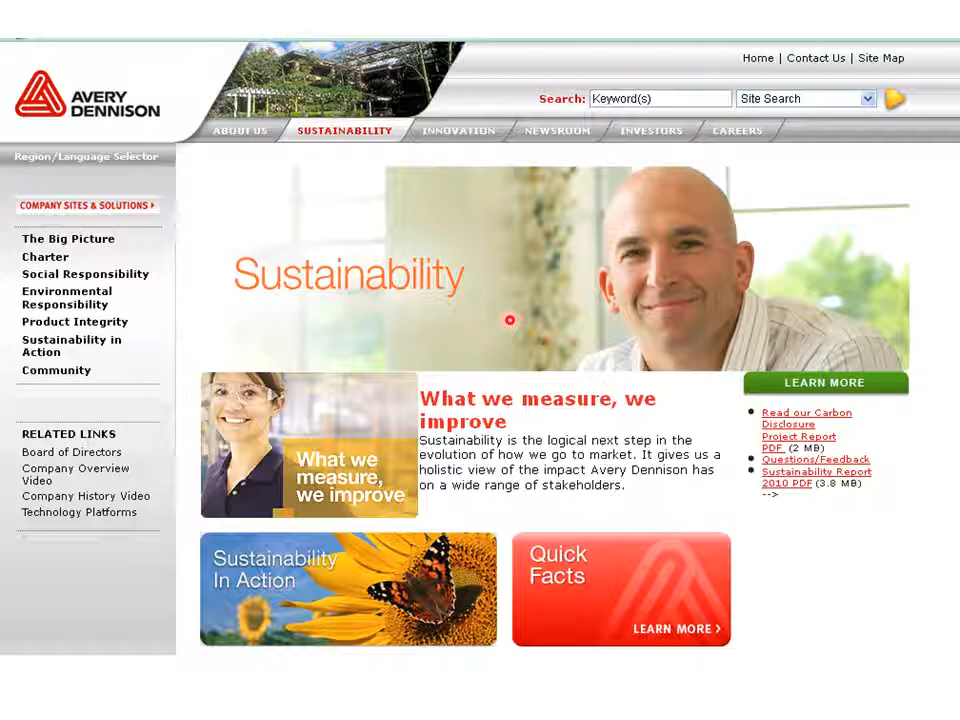 Home | Contact Us | Site Map
AVERY
DENNISON
Search: Keyword(s) Site Search
ABOUT US SUSTAINABILITY INNOVATION NEWSROOM INVESTORS CAREERS
Region/Language Selector
COMPANY SITES & SOLUTIONS
The Big Picture
Charter
Social Responsibility
Environmental
Responsibility
Product Integrity
Sustainability in
Action
Community
RELATED LINKS
Board of Directors
Company Overview
Video
Company History Video
Technology Platforms
Sustainability
What we
measure,
we improve
What we measure, we
improve
Sustainability is the logical next step in the
evolution of how we go to market. It gives us a
holistic view of the impact Avery Dennison has
on a wide range of stakeholders.
LEARN MORE
Read our Carbon
Disclosure
Project Report
PDF (2 MB)
Questions/Feedback
Sustainability Report
2010 PDF (3.8 MB)
-->
Sustainability
In Action
Quick
Facts
LEARN MORE >